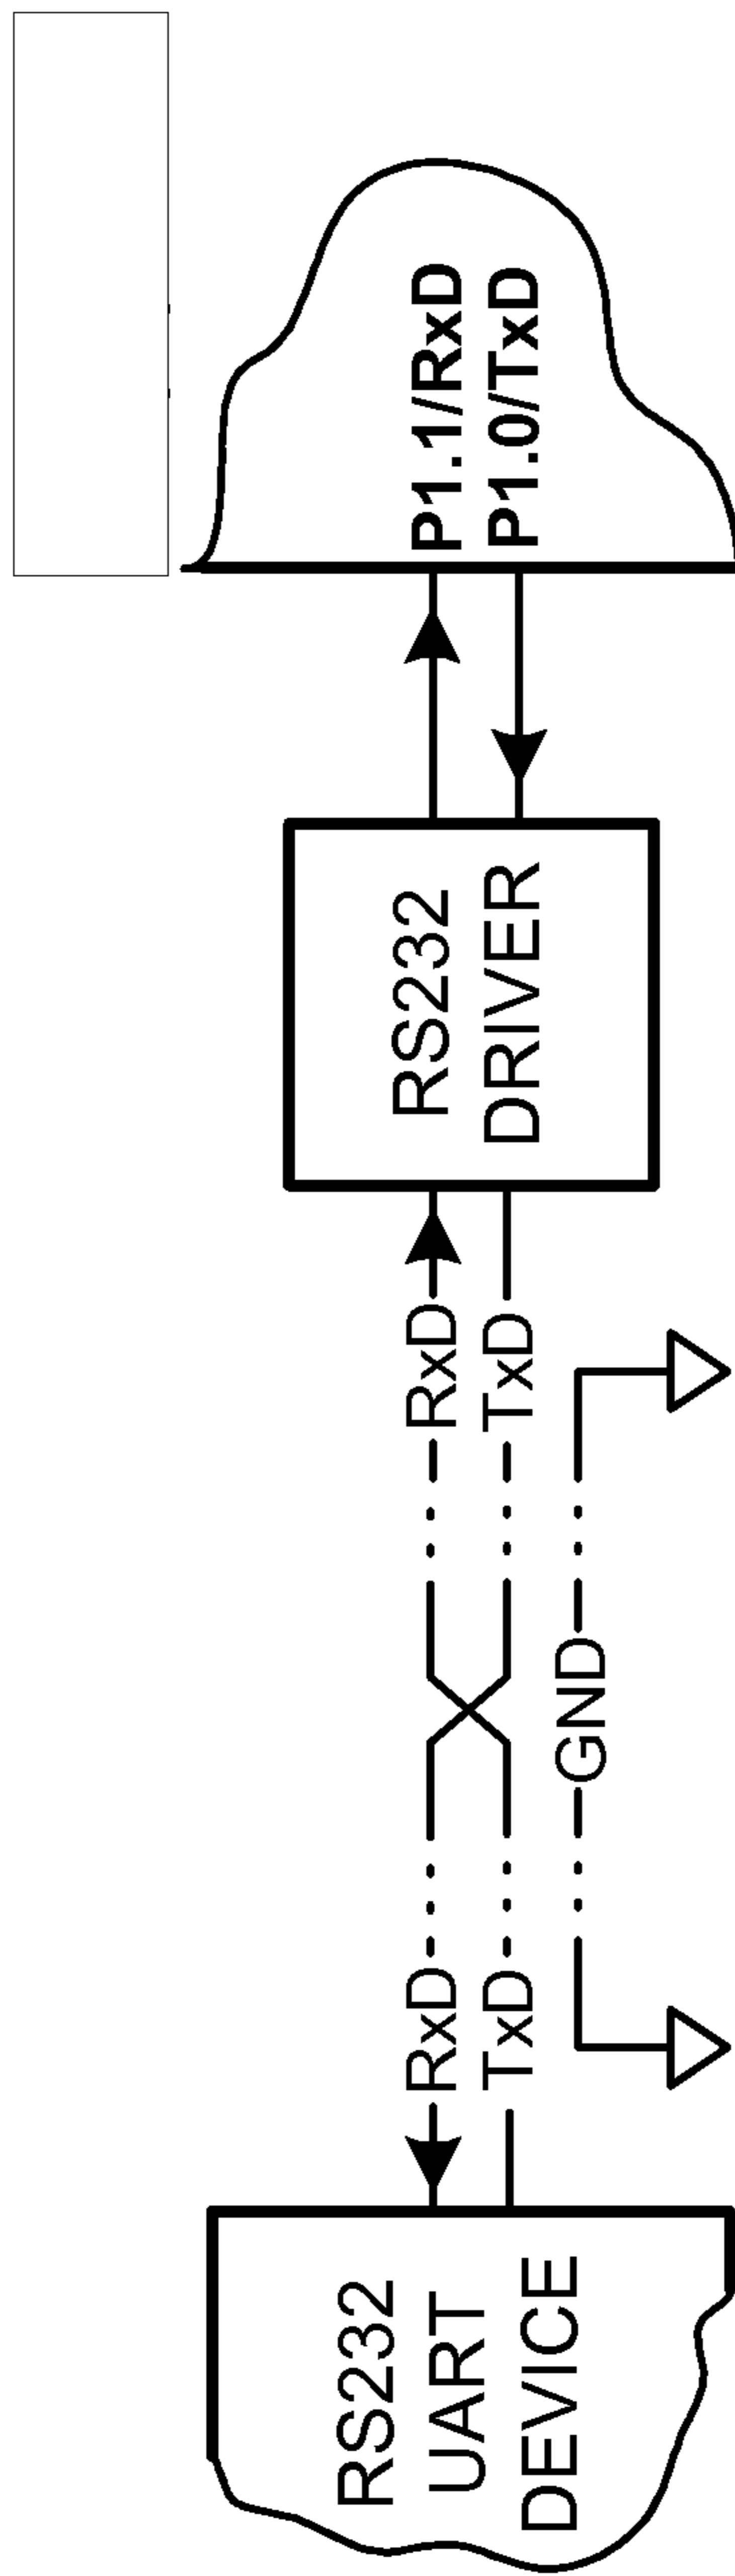 RS232
UART
DEVICE
RxD
TxD
GND
RxD
TxD
RS232
DRIVER
P1.1/RxD
P1.0/TxD